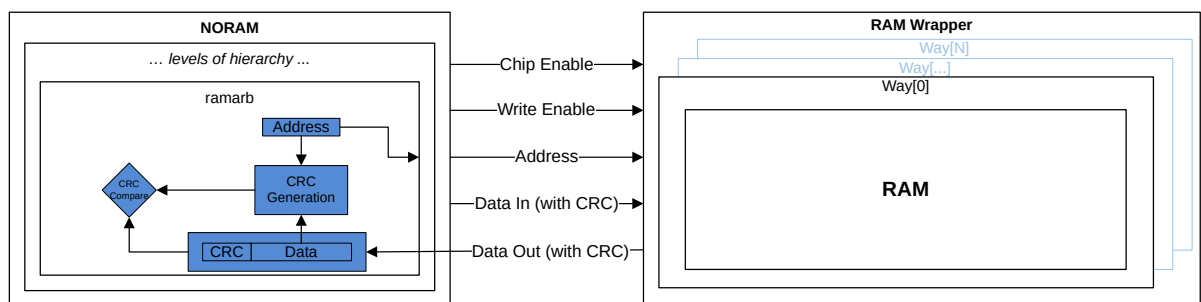 NORAM
… levels of hierarchy ...
ramarb
Address
CRC
Compare
CRC
Generation
CRC
Data
Chip Enable
Write Enable
Address
Data In (with CRC)
Data Out (with CRC)
RAM Wrapper
Way[N]
Way[...]
Way[0]
RAM